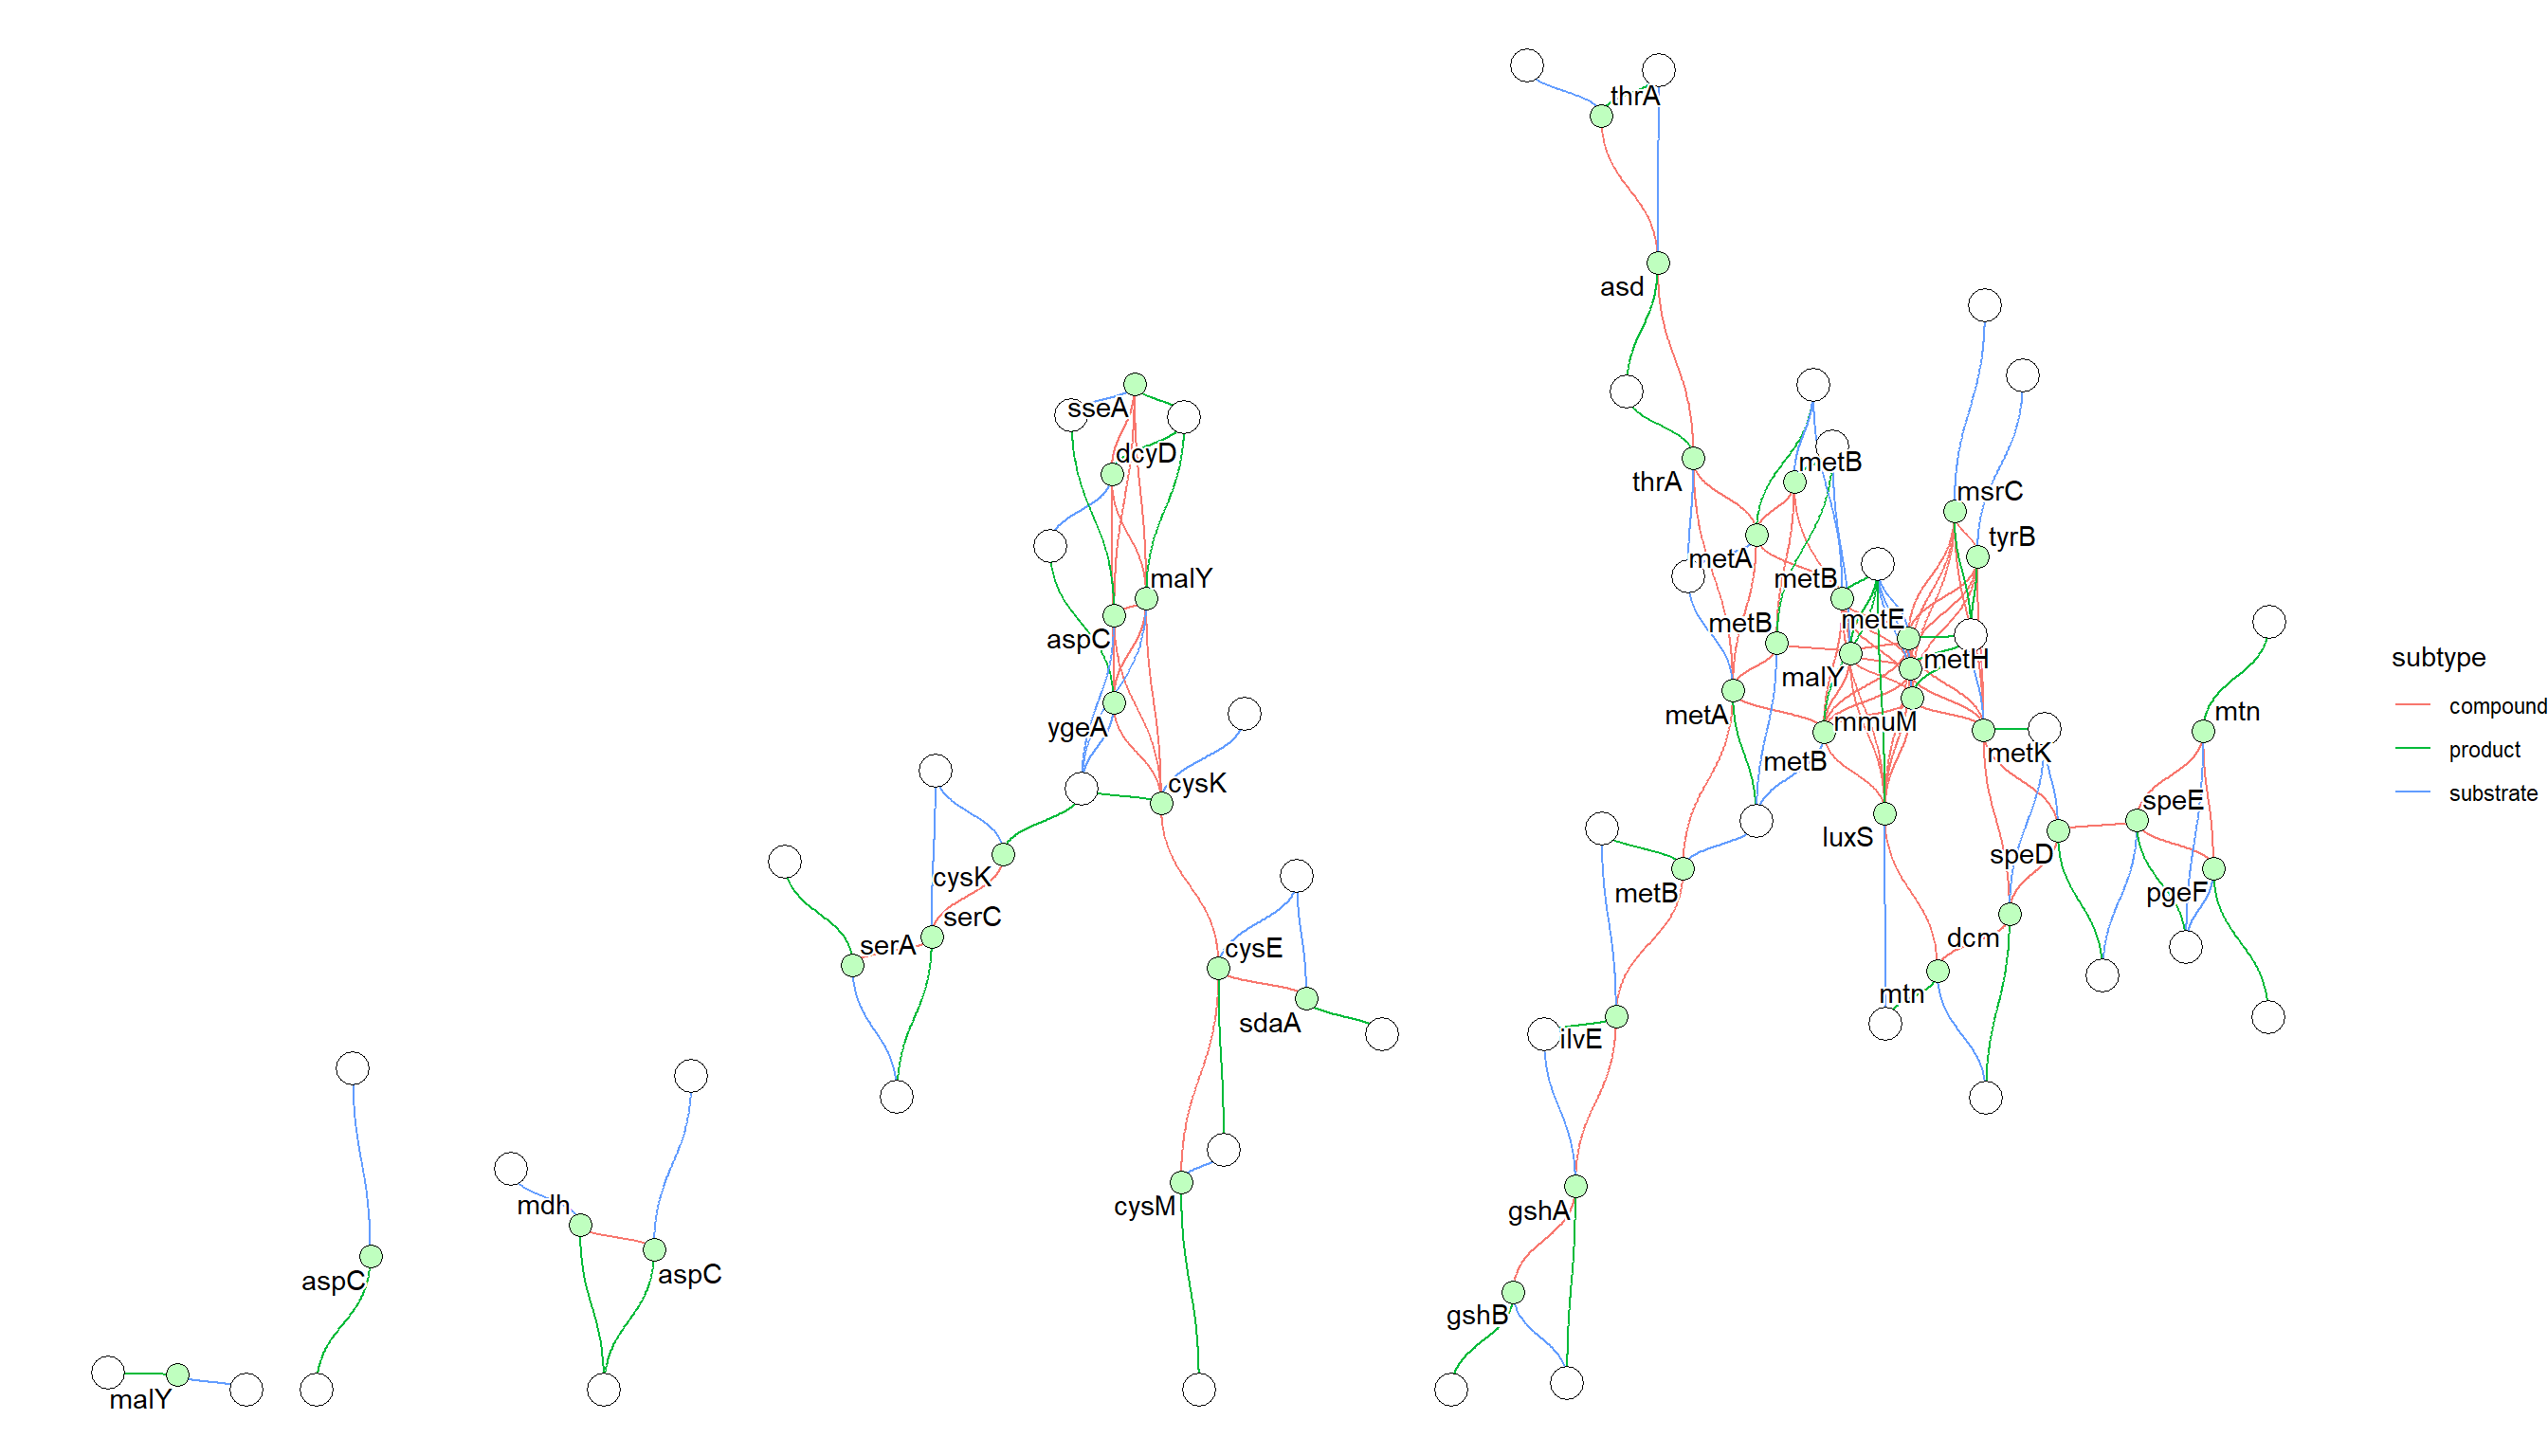 thrA
asd
sseA
dcyD
metB
thrA
msrC
tyrB
metA
malY
metB
metB
metE
aspC
metH
malY
subtype
compound
product
substrate
ygeA
metA
mmuM
mtn
metB
metK
cysK
speE
luxS
speD
cysK
metB
pgeF
serC
serA
cysE
dcm
mtn
sdaA
ilvE
mdh
cysM
gshA
aspC
aspC
gshB
malY